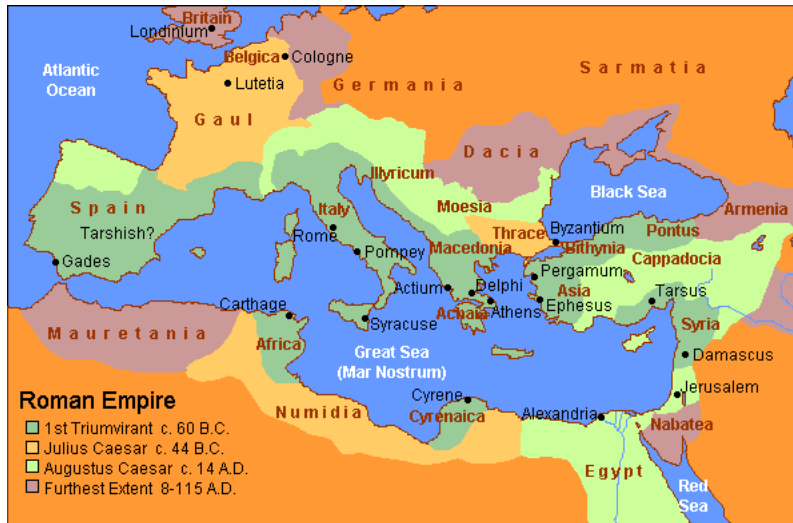 Britain
Londinium
Belgica
Cologne
Atlantic
Ocean
Lutetia
Germania
Sarmatia
Gaul
Dacia
Illyricum
Black Sea
Spain
Italy
Moesia
Armenia
Tarshish?
Rome
Thrace
Byzantium
Pontus
Pompey
Macedonia
Bithynia
Cappadocia
Gades
Pergamum
Actium
Delphi
Asia
Tarsus
Carthage
Achaia
Athens
Ephesus
Mauretania
Syracuse
Syria
Africa
Great Sea
(Mar Nostrum)
Damascus
Roman Empire
Cyrene
Jerusalem
Numidia
Cyrenaica
Alexandria
Nabatea
1st Triumvirant c. 60 B.C.
Julius Caesar c. 44 B.C.
Augustus Caesar c. 14 A.D.
Egypt
Furthest Extent 8-115 A.D.
Red
Sea